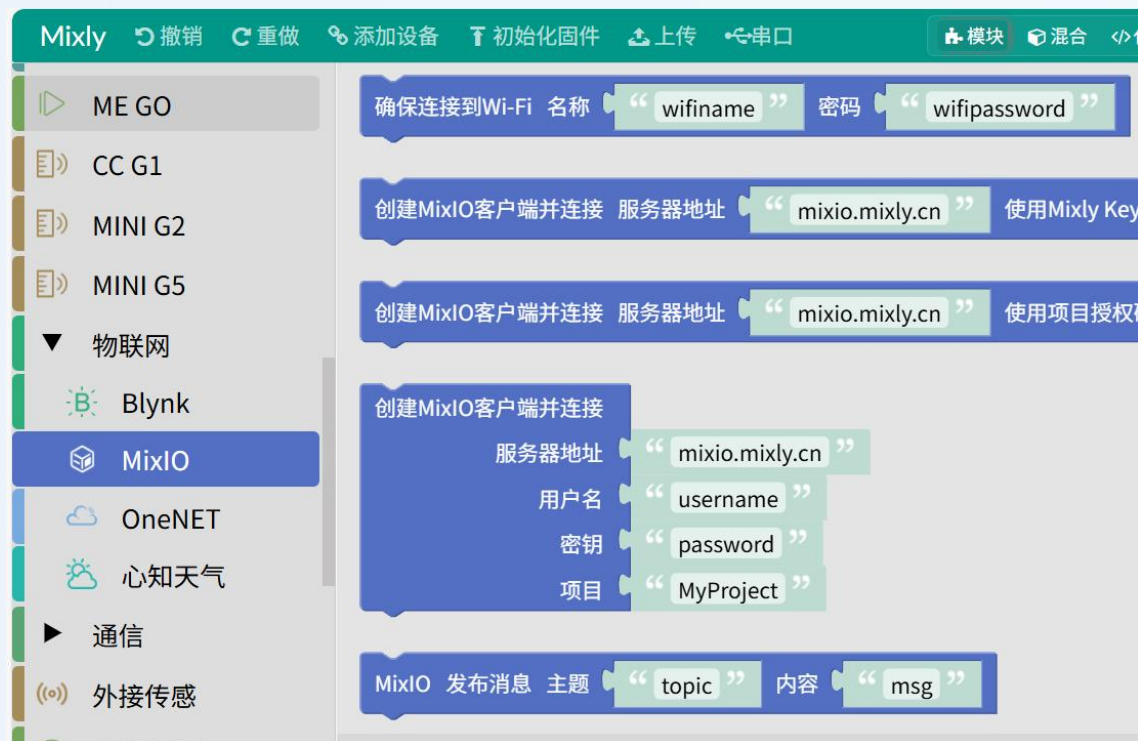 Mixly 撤销 重做 添加设备 初始化固件 上传 串口 模块 混合
ME GO
CC G1
MINI G2
MINI G5
物联网
Blynk
MixIO
OneNET
心知天气
通信
外接传感
确保连接到Wi-Fi 名称 “ wifiname ” 密码 “ wifipassword ”
创建MixIO客户端并连接 服务器地址 “ mixio.mixly.cn ” 使用Mixly Key
创建MixIO客户端并连接 服务器地址 “ mixio.mixly.cn ” 使用项目授权
创建MixIO客户端并连接
服务器地址 “ mixio.mixly.cn ”
用户名 “ username ”
密钥 “ password ”
项目 “ MyProject ”
MixIO 发布消息 主题 “ topic ” 内容 “ msg ”